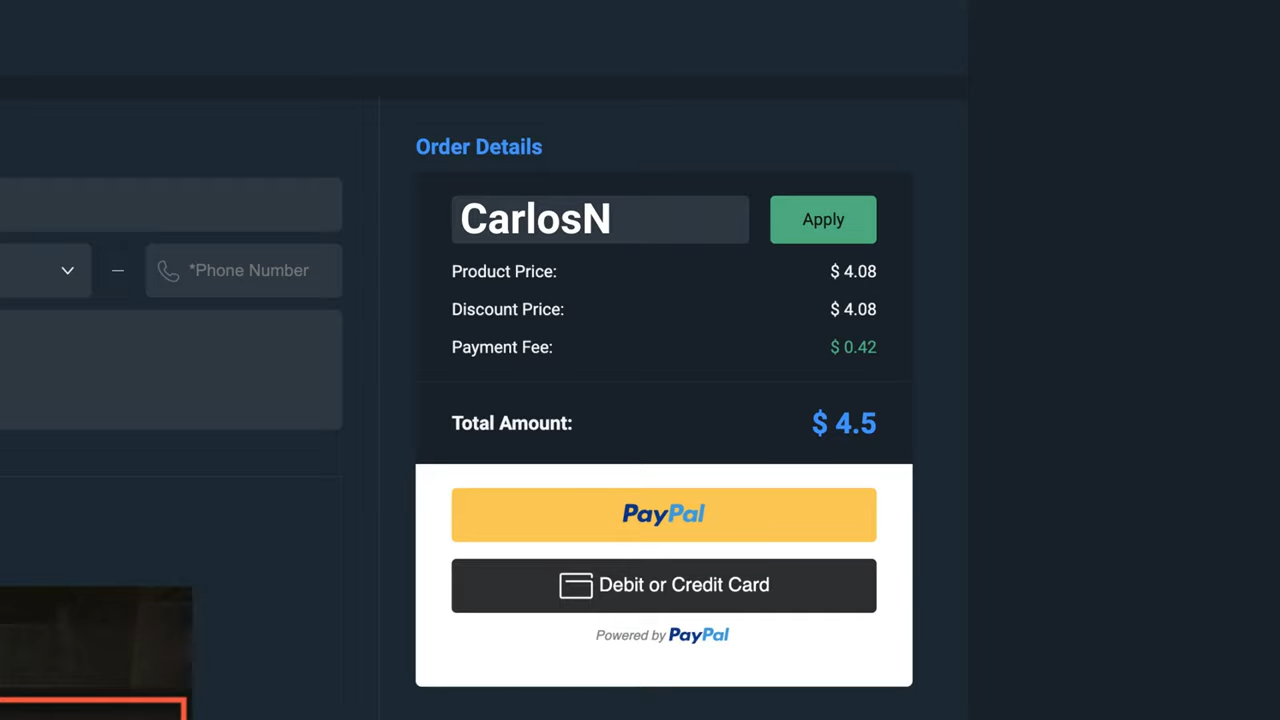 Order Details
CarlosN
Apply
*Phone Number
Product Price: $ 4.08
Discount Price: $ 4.08
Payment Fee: $ 0.42
Total Amount: $ 4.5
PayPal
Debit or Credit Card
Powered by PayPal